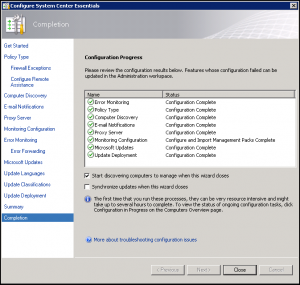 Configure System Center Essentials
Completion
Get Started
Policy Type
Firewall Exceptions
Configure Remote
Assistance
Computer Discovery
E-mail Notifications
Proxy Server
Monitoring Configuration
Error Monitoring
Error Forwarding
Microsoft Updates
Update Languages
Update Classifications
Update Deployment
Summary
Completion
Configuration Progress
Please review the configuration results below. Features whose configuration failed can be
updated in the Administration workspace.
Name Status
Error Monitoring Configuration Complete
Policy Type Configuration Complete
Computer Discovery Configuration Complete
E-mail Notifications Configuration Complete
Proxy Server Configuration Complete
Monitoring Configuration Configure and Import Management Packs Complete
Microsoft Updates Configuration Complete
Update Deployment Configuration Complete
Start discovering computers to manage when this wizard closes
Synchronize updates when this wizard closes
The first time that you run these processes, they can be very resource intensive and might
take up to several hours to complete. To view the status of ongoing configuration tasks, click
Configuration in Progress on the Computers Overview page.
More about troubleshooting configuration issues
< Previous Next > Close Cancel